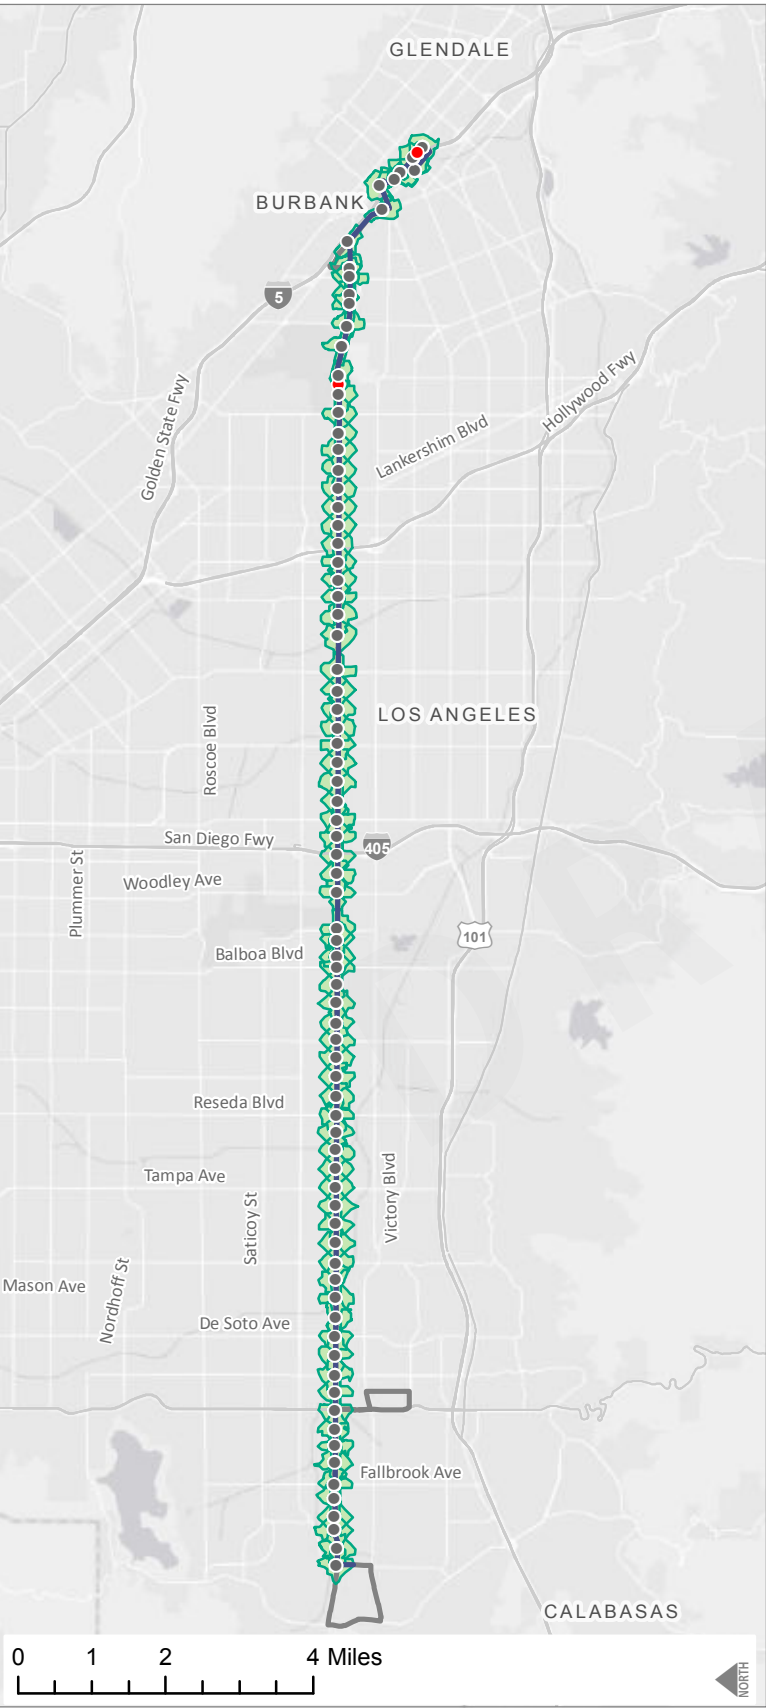 GLENDALE
BURBANK
5
Golden State Fwy
Hollywood Fwy
Lankershim Blvd
Roscoe Blvd
LOS ANGELES
San Diego Fwy
405
Plummer St
Woodley Ave
101
Balboa Blvd
Reseda Blvd
Tampa Ave
Victory Blvd
Saticoy St
Mason Ave
Nordhoff St
De Soto Ave
Fallbrook Ave
CALABASAS
0 1 2 4 Miles
NORTH